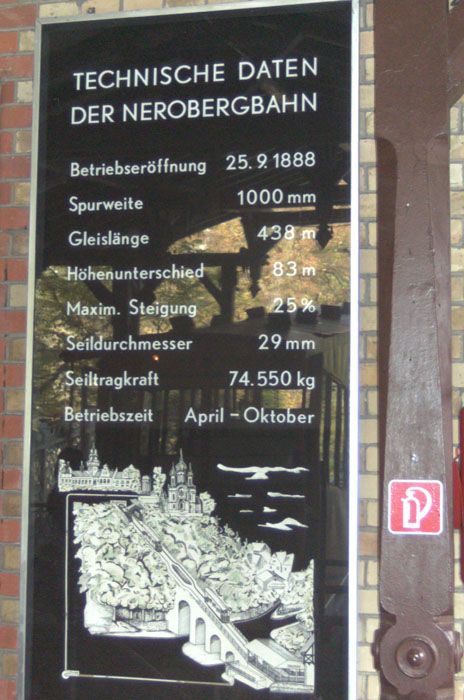 TECHNISCHE DATEN
DER NEROBERGBAHN
Betriebseröffnung 25.9.1888
Spurweite 1000 mm
Gleislänge 438 m
Höhenunterschied 83 m
Maxim. Steigung 25%
Seildurchmesser 29 mm
Seiltragkraft 74.550 kg
Betriebszeit April – Oktober